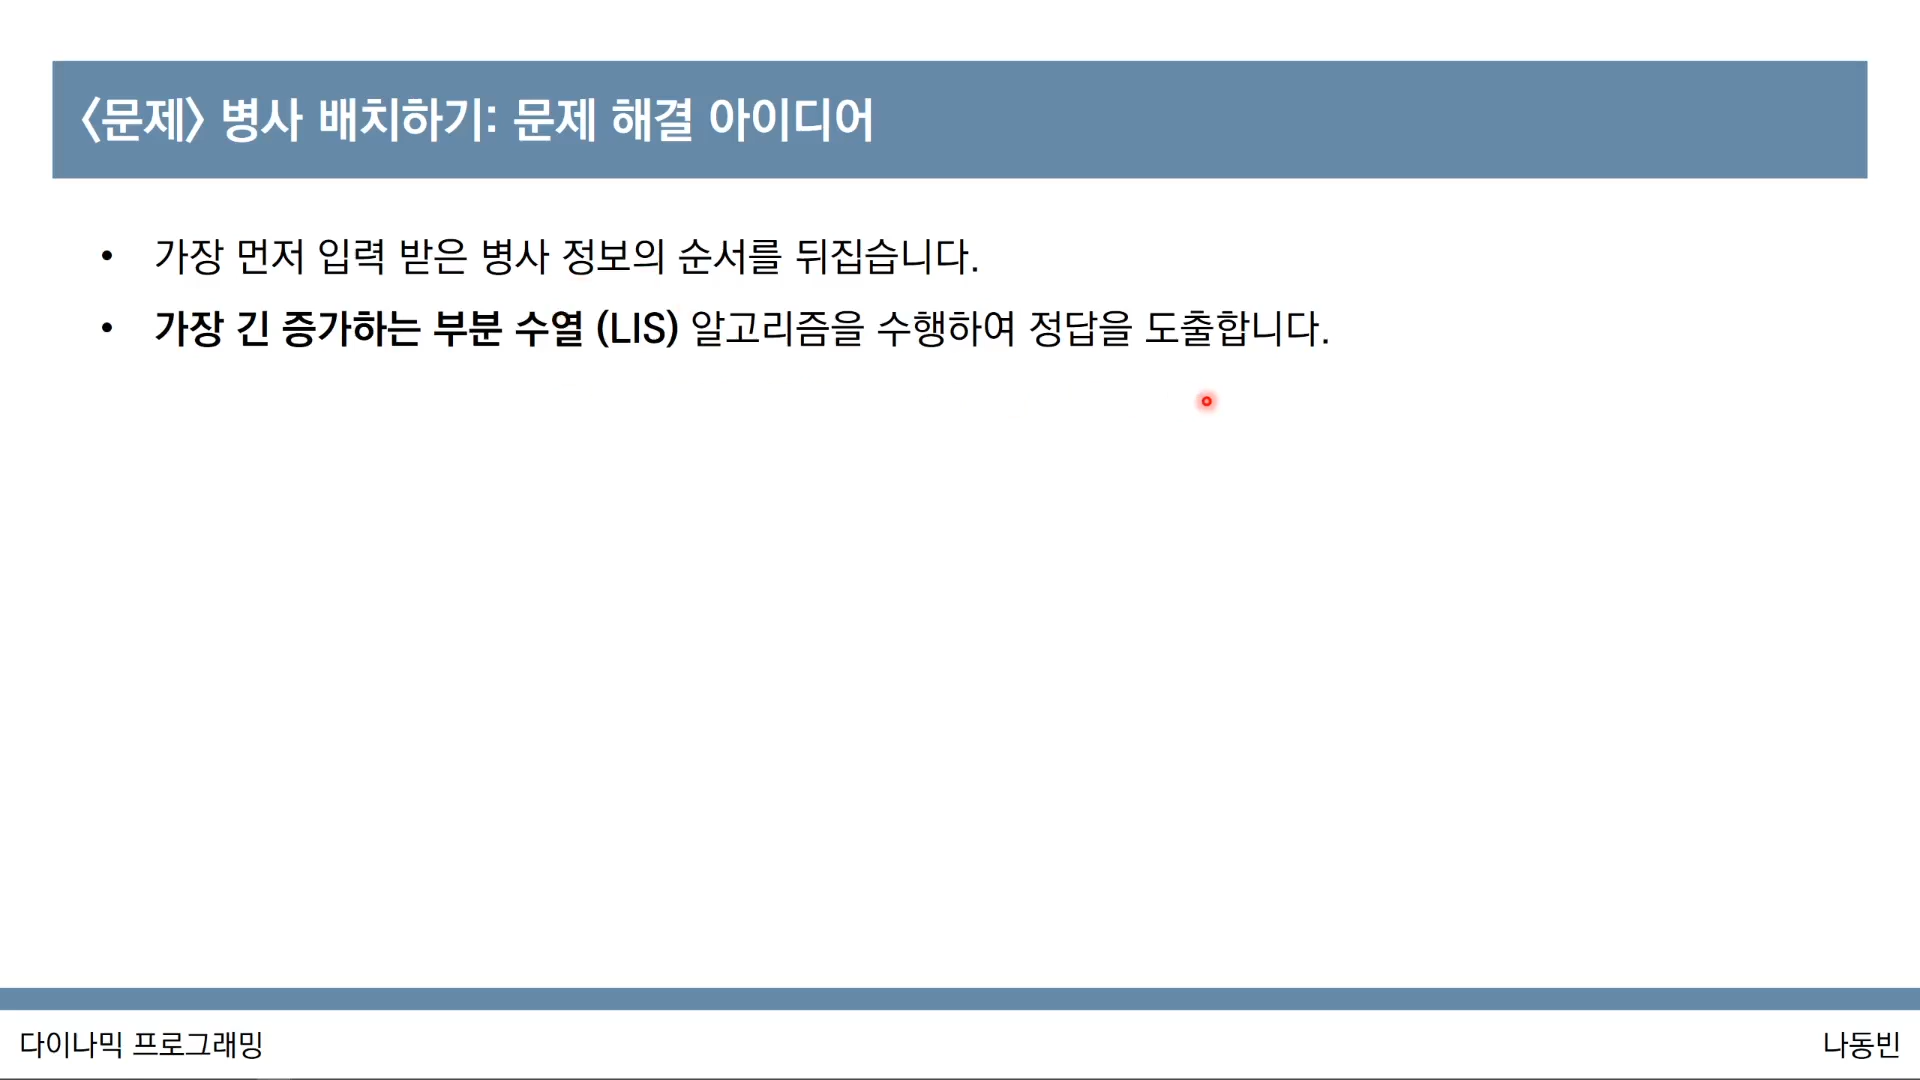 〈문제〉 병사 배치하기: 문제 해결 아이디어
• 가장 먼저 입력 받은 병사 정보의 순서를 뒤집습니다.
• 가장 긴 증가하는 부분 수열 (LIS) 알고리즘을 수행하여 정답을 도출합니다.
다이나믹 프로그래밍
나동빈